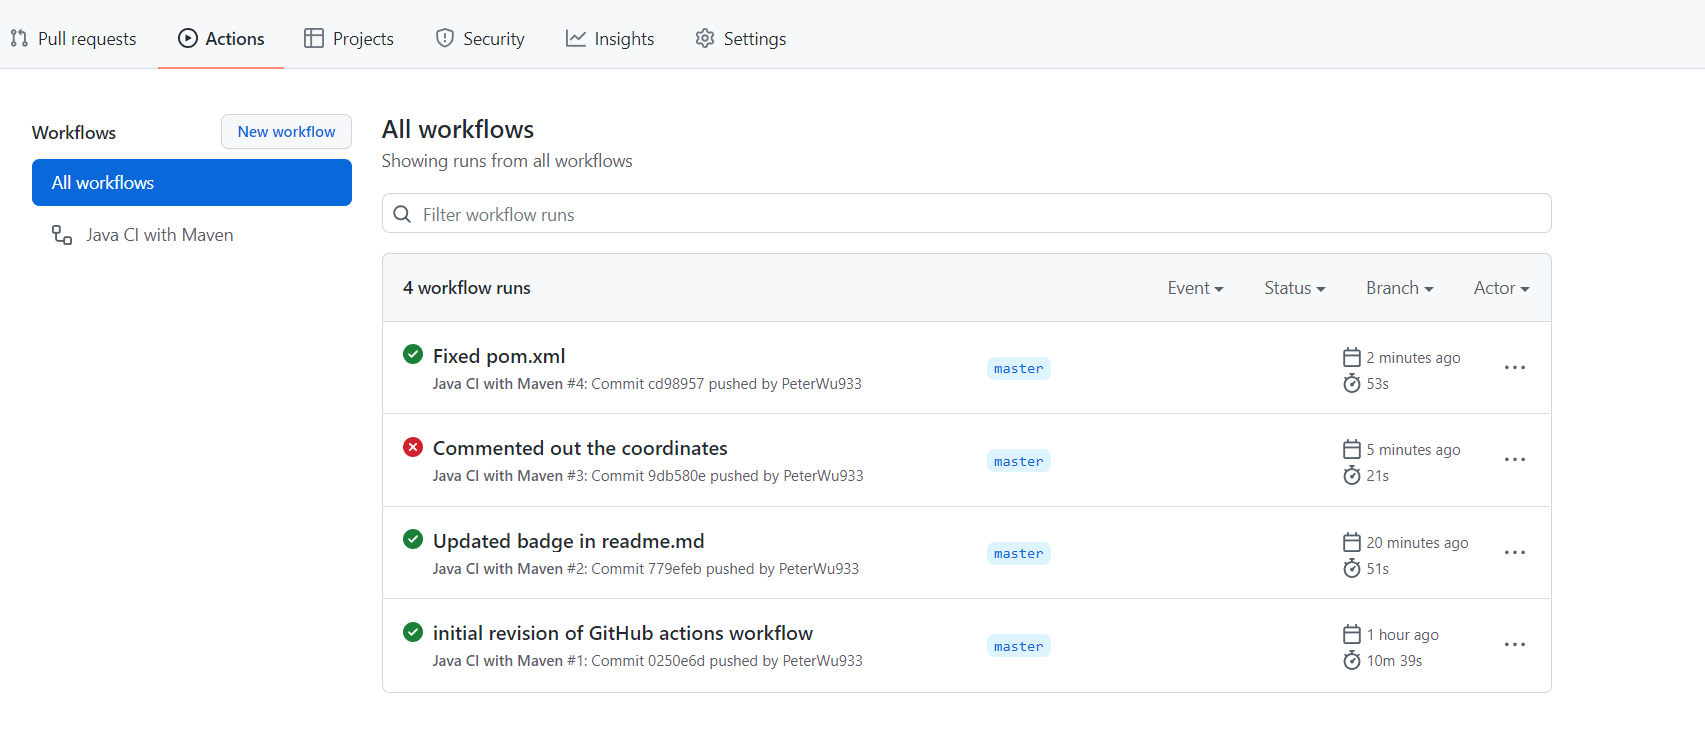 Pull requests Actions Projects Security Insights Settings
Workflows
New workflow
All workflows
Java CI with Maven
All workflows
Showing runs from all workflows
Filter workflow runs
4 workflow runs Event Status Branch Actor
Fixed pom.xml
Java CI with Maven #4: Commit cd98957 pushed by PeterWu933
master
2 minutes ago
53s
Commented out the coordinates
Java CI with Maven #3: Commit 9db580e pushed by PeterWu933
master
5 minutes ago
21s
Updated badge in readme.md
Java CI with Maven #2: Commit 779efeb pushed by PeterWu933
master
20 minutes ago
51s
initial revision of GitHub actions workflow
Java CI with Maven #1: Commit 0250e6d pushed by PeterWu933
master
1 hour ago
10m 39s